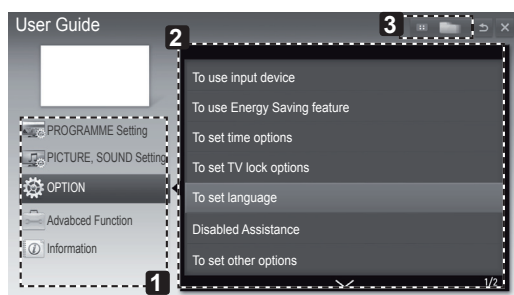 User Guide
2
3
To use input device
To use Energy Saving feature
To set time options
PROGRAMME Setting
PICTURE, SOUND Setting
To set TV lock options
OPTION
To set language
Advabced Function
Disabled Assistance
Information
To set other options
1
1/2